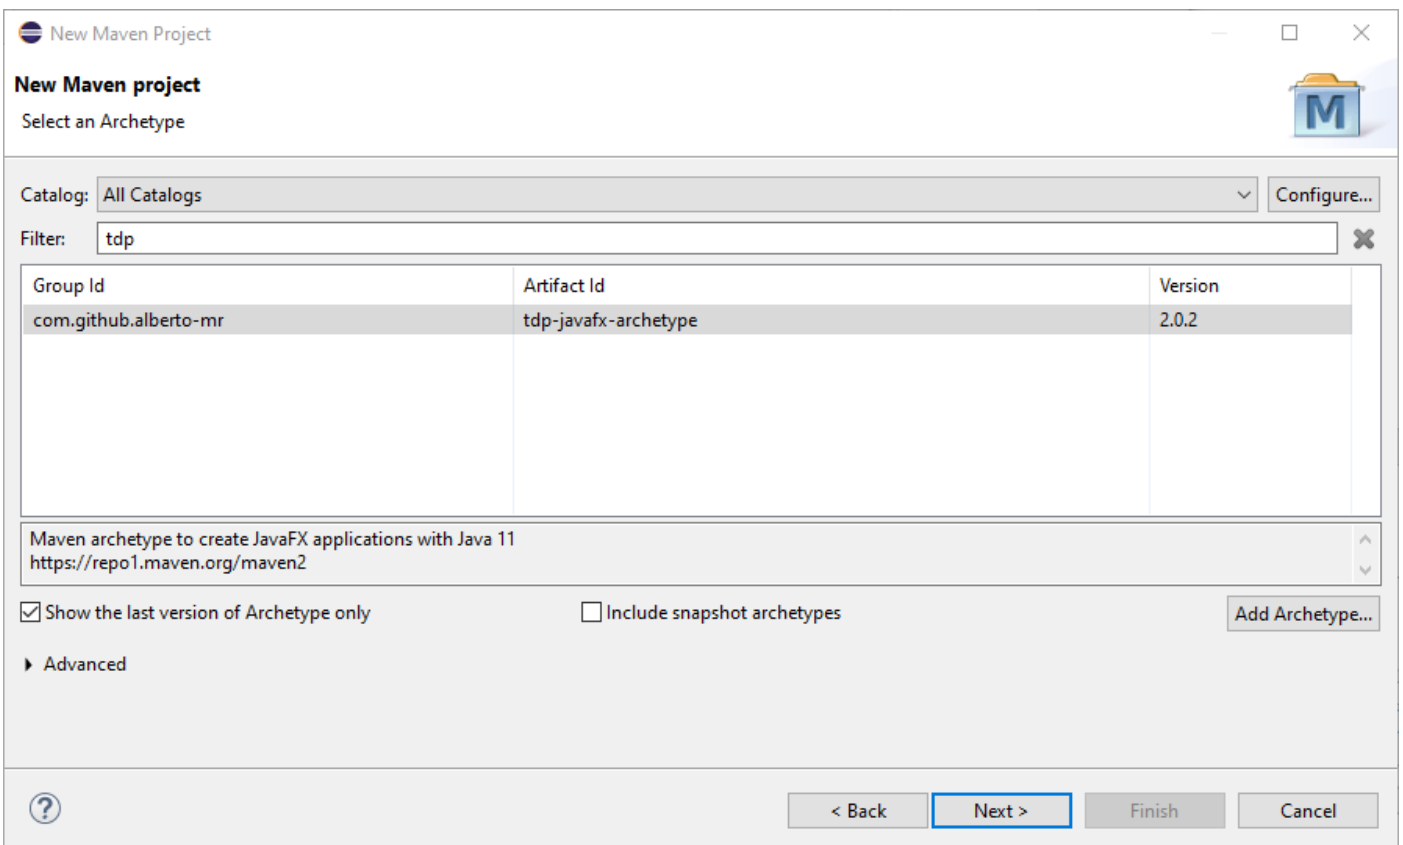 New Maven Project
New Maven project
Select an Archetype
M
Catalog: All Catalogs Configure...
Filter: tdp
Group Id Artifact Id Version
com.github.alberto-mr tdp-javafx-archetype 2.0.2
Maven archetype to create JavaFX applications with Java 11
https://repo1.maven.org/maven2
Show the last version of Archetype only Include snapshot archetypes Add Archetype...
Advanced
? < Back Next > Finish Cancel